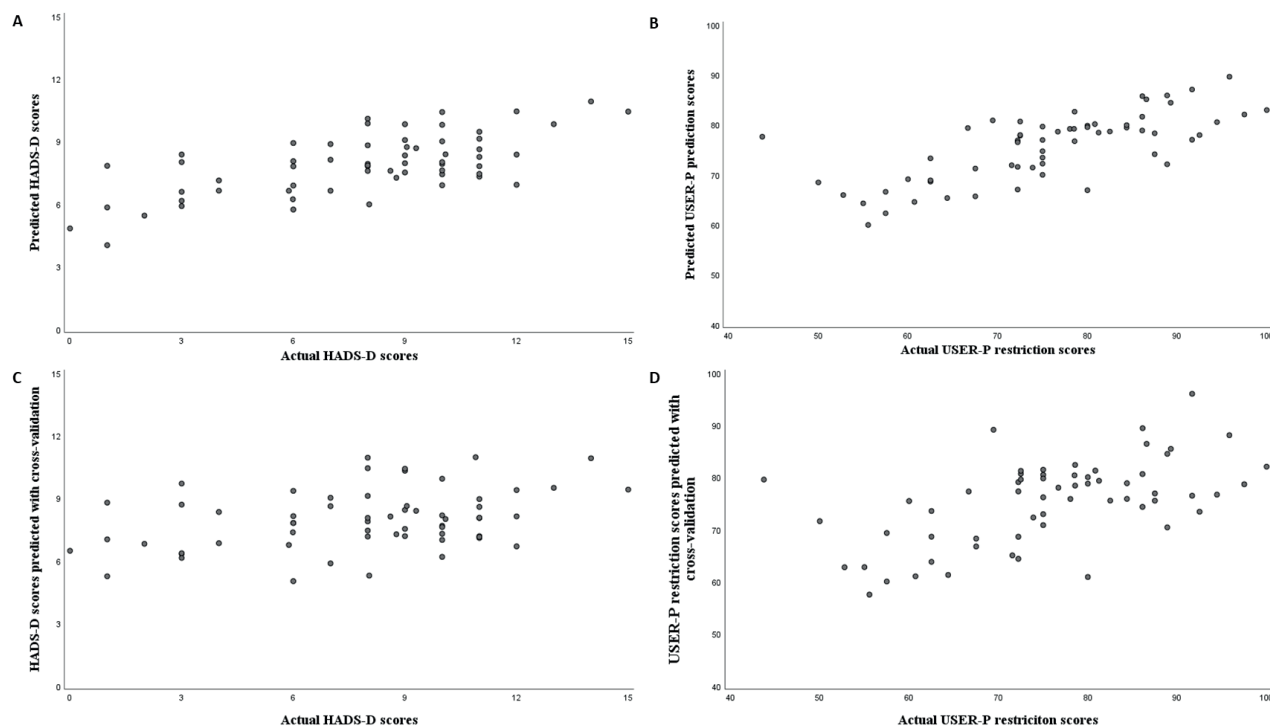 A
15
12
9
6
3
0
Predicted HADS-D scores
0 3 6 9 12 15
Actual HADS-D scores
B
100
90
80
70
60
50
40
Predicted USER-P prediction scores
40 50 60 70 80 90 100
Actual USER-P restriction scores
C
15
12
9
6
3
0
HADS-D scores predicted with cross-validation
0 3 6 9 12 15
Actual HADS-D scores
D
100
90
80
70
60
50
40
USER-P restriction scores predicted with
cross-validation
40 50 60 70 80 90 100
Actual USER-P restriciton scores